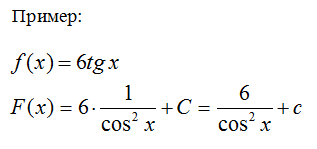 Пример:
f(x) = 6tg x
F(x) = 6 · 1/cos² x + C = 6/cos² x + c